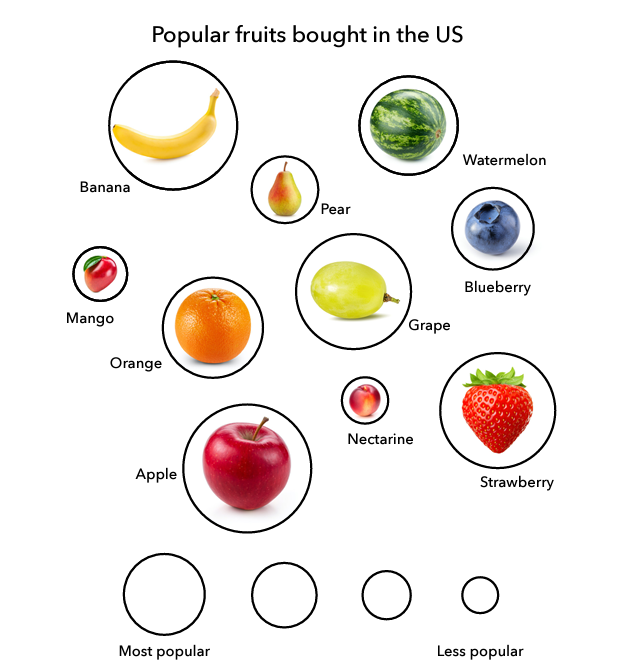 Popular fruits bought in the US
Watermelon
Banana
Pear
Blueberry
Mango
Grape
Orange
Nectarine
Apple
Strawberry
Most popular
Less popular